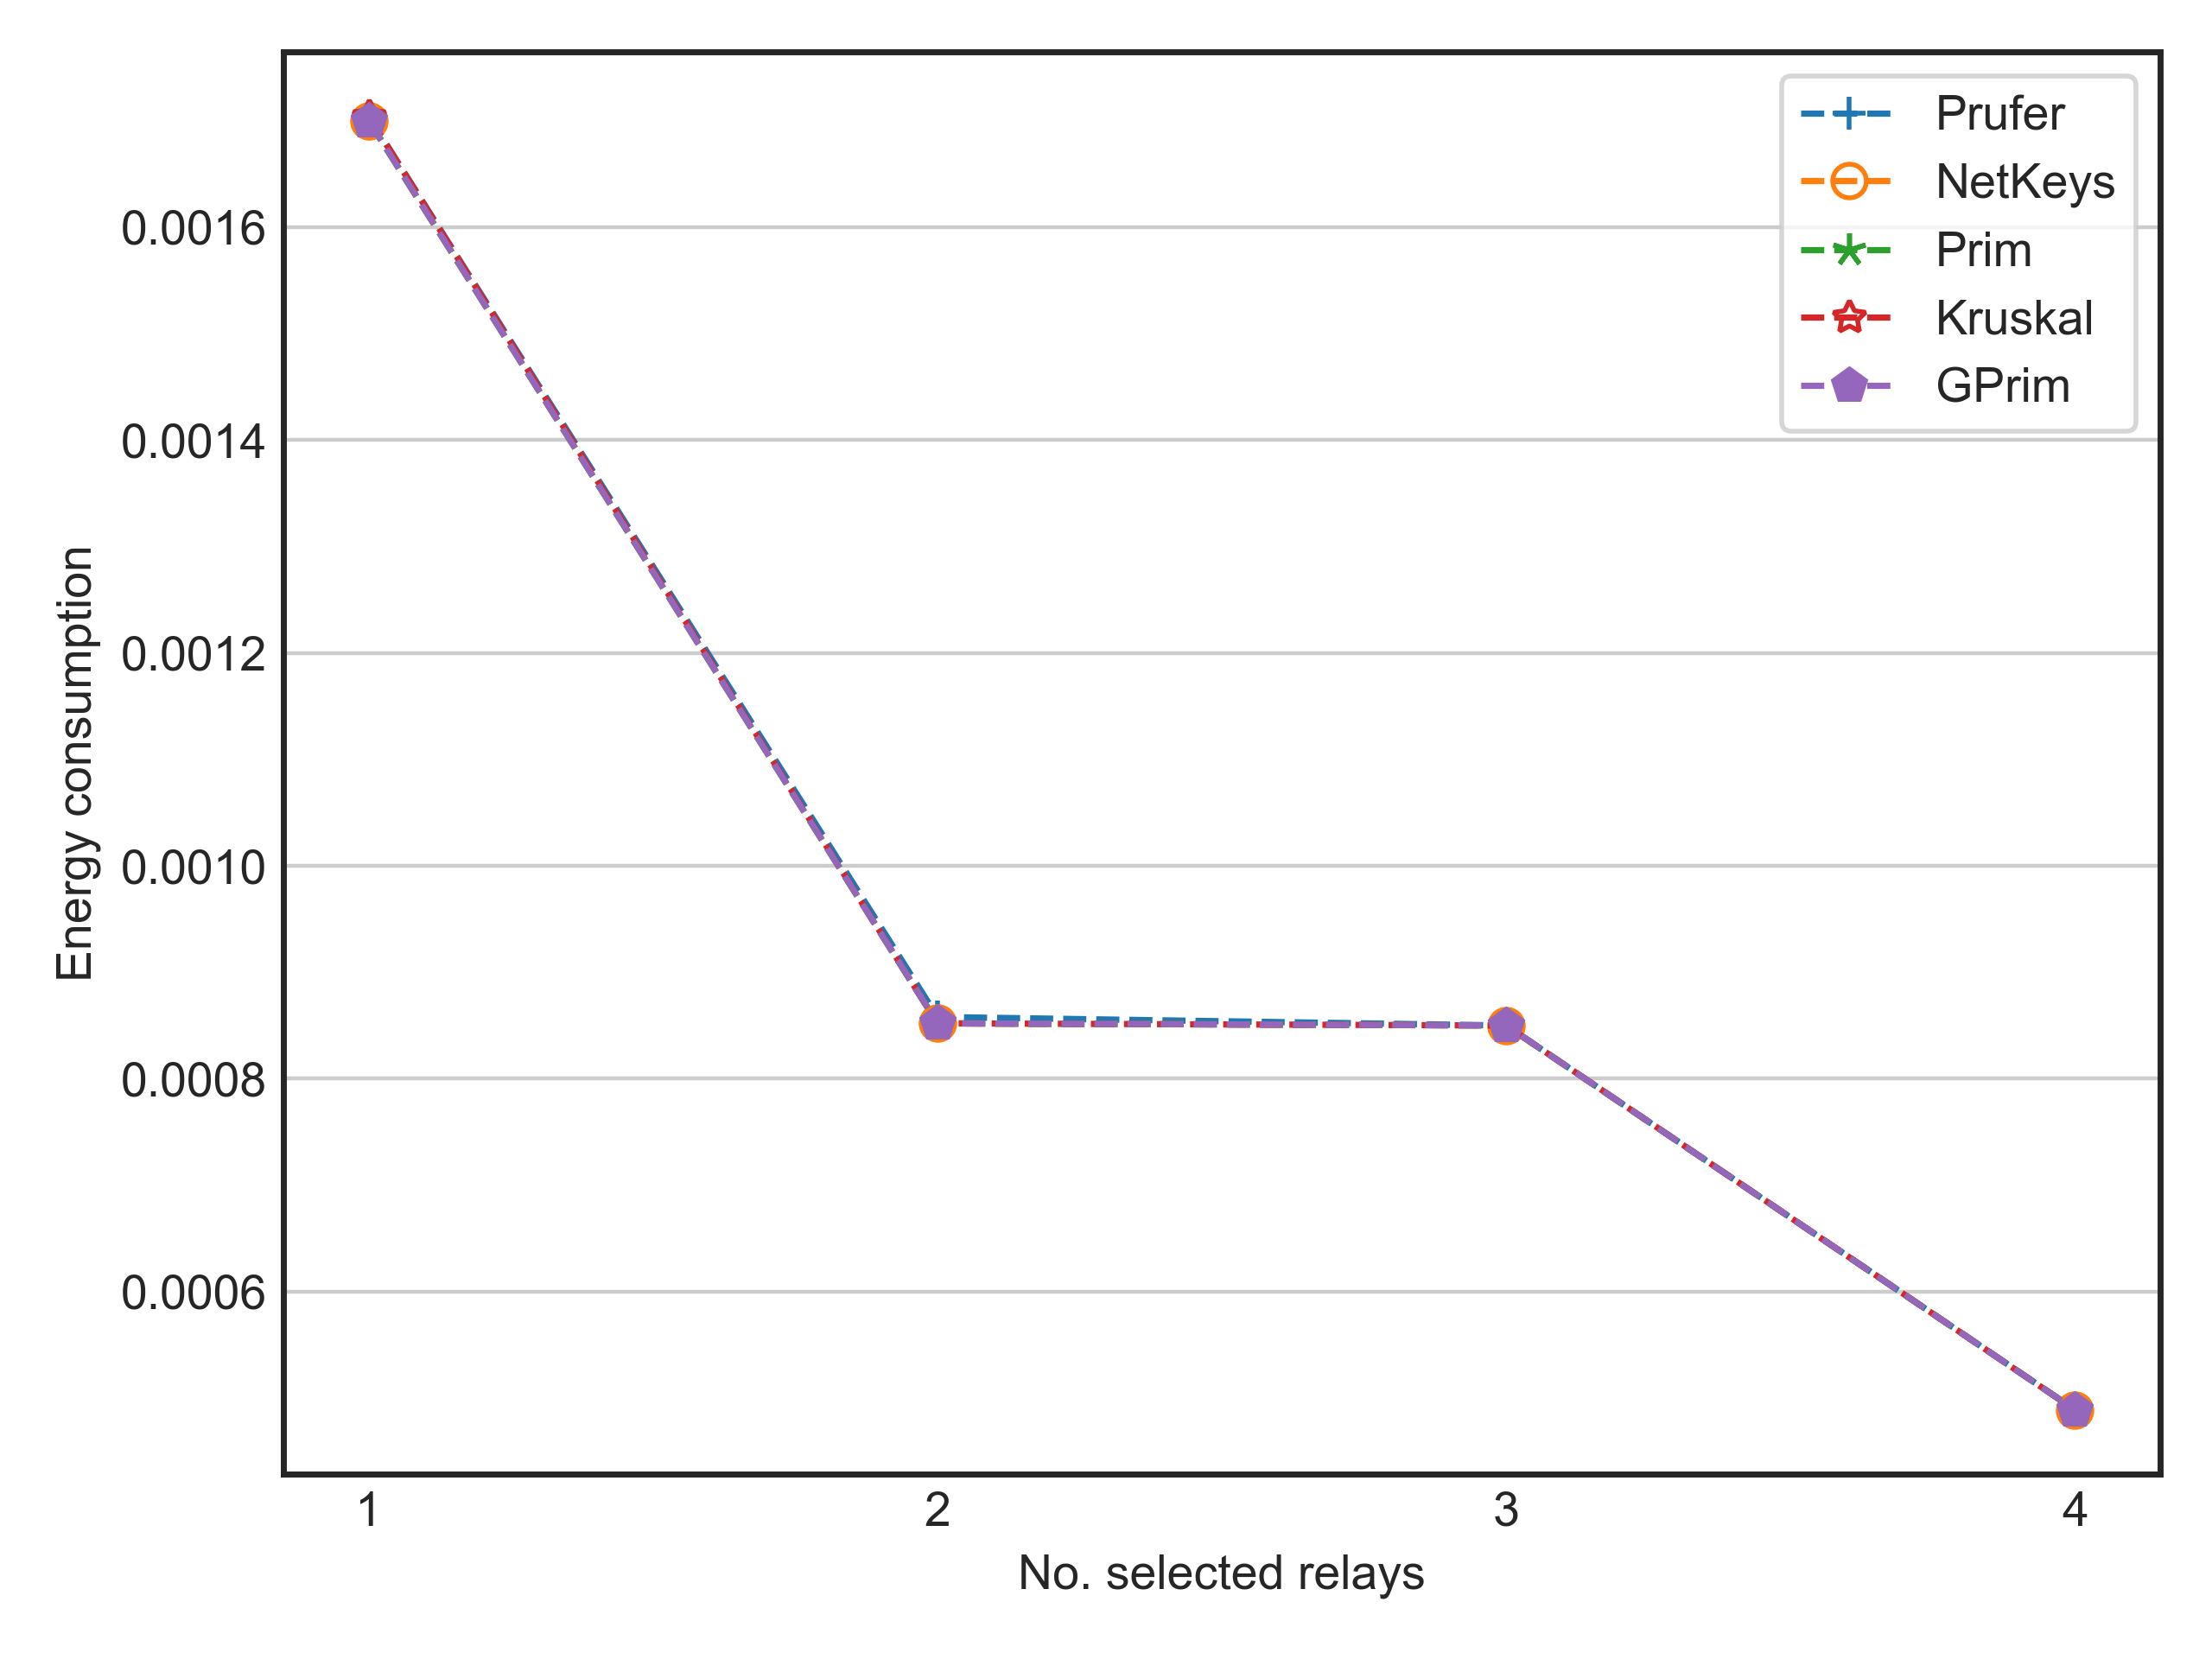 Energy consumption
0.0016
0.0014
0.0012
0.0010
0.0008
0.0006
Prufer
NetKeys
Prim
Kruskal
GPrim
1 2 3 4
No. selected relays